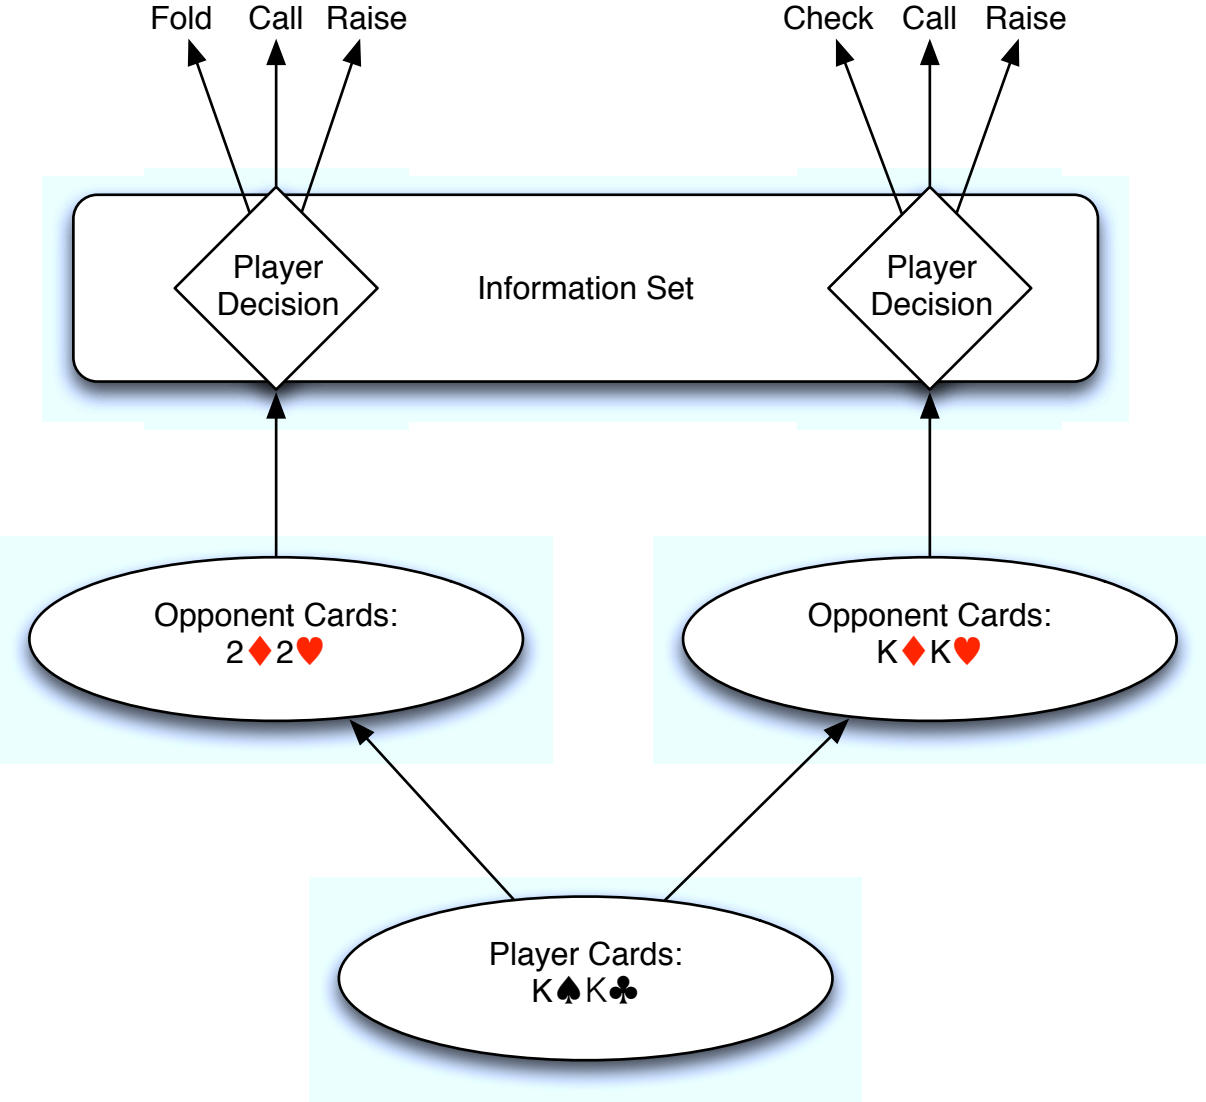 Fold Call Raise Check Call Raise
Player
Decision
Information Set
Player
Decision
Opponent Cards:
2♦2♥
Opponent Cards:
K♦K♥
Player Cards:
K♠K♣